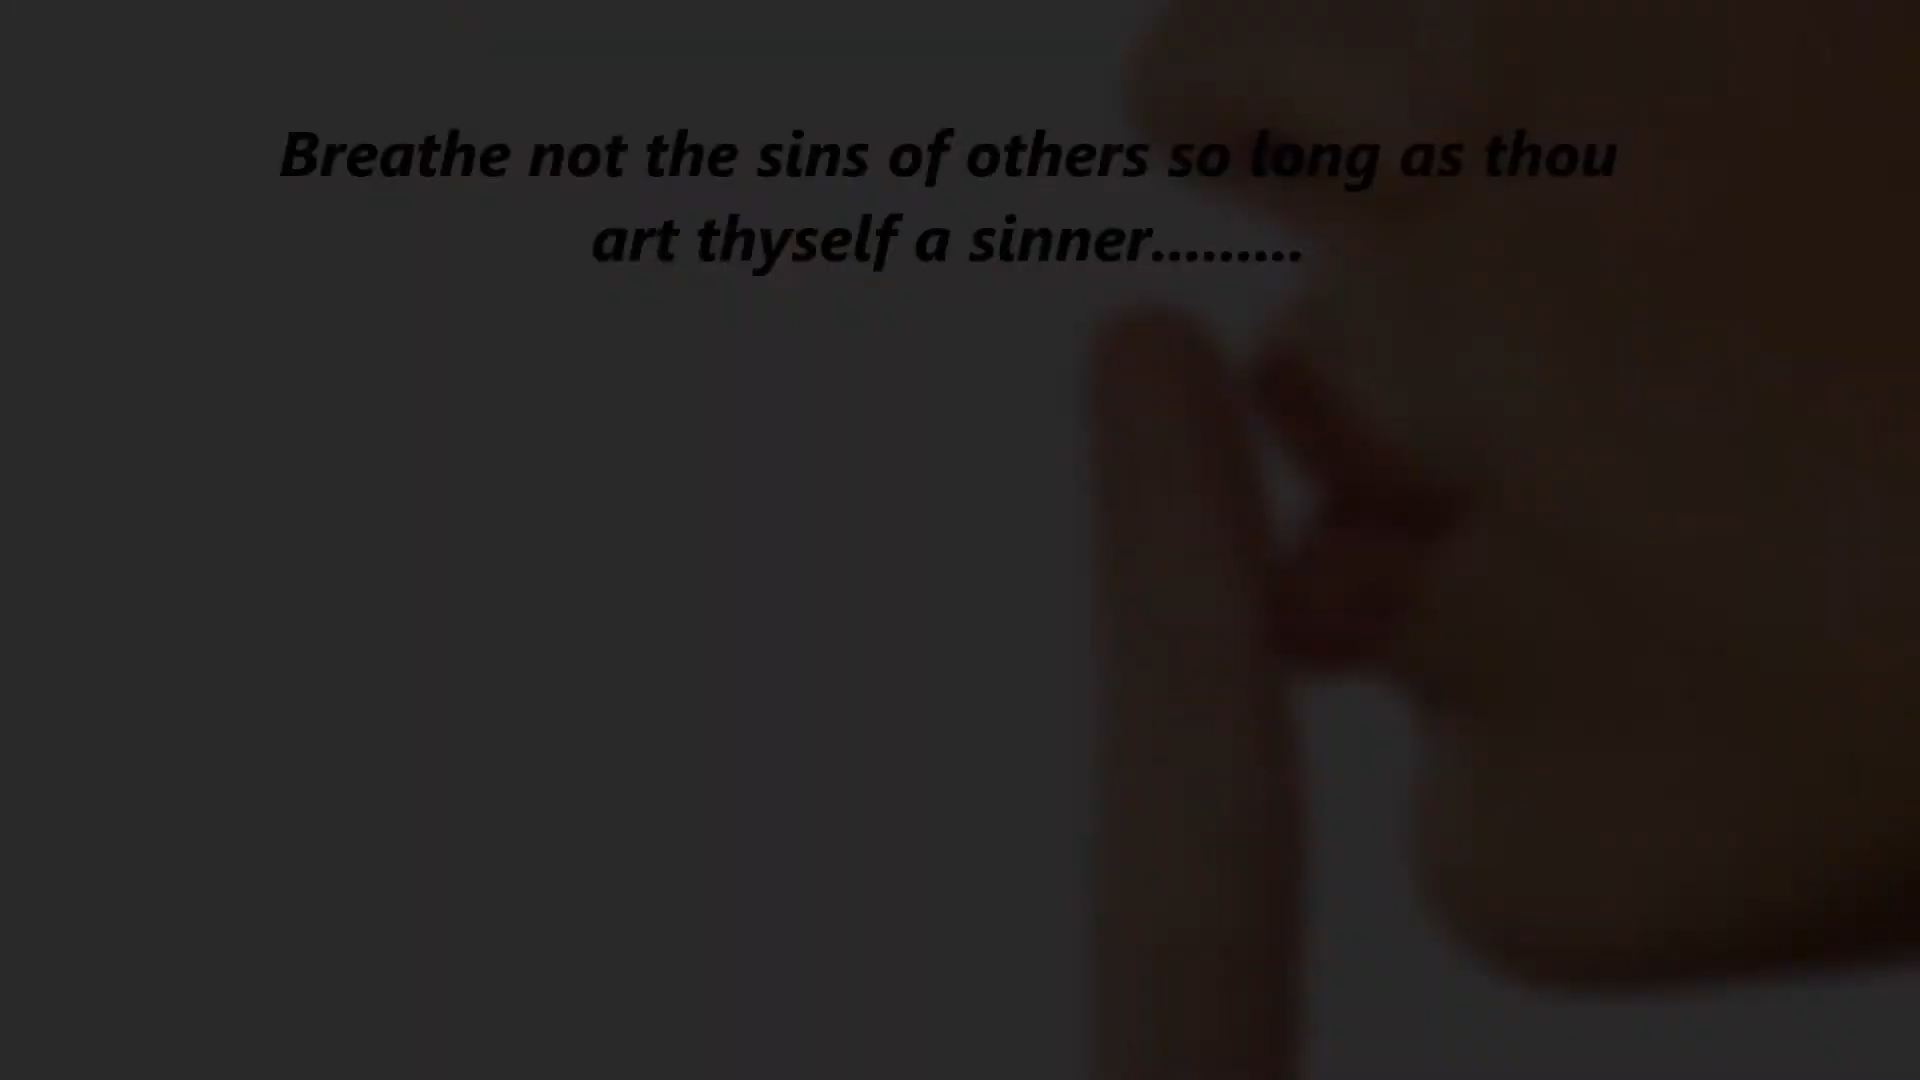 Breathe not the sins of others so long as thou
art thyself a sinner.........